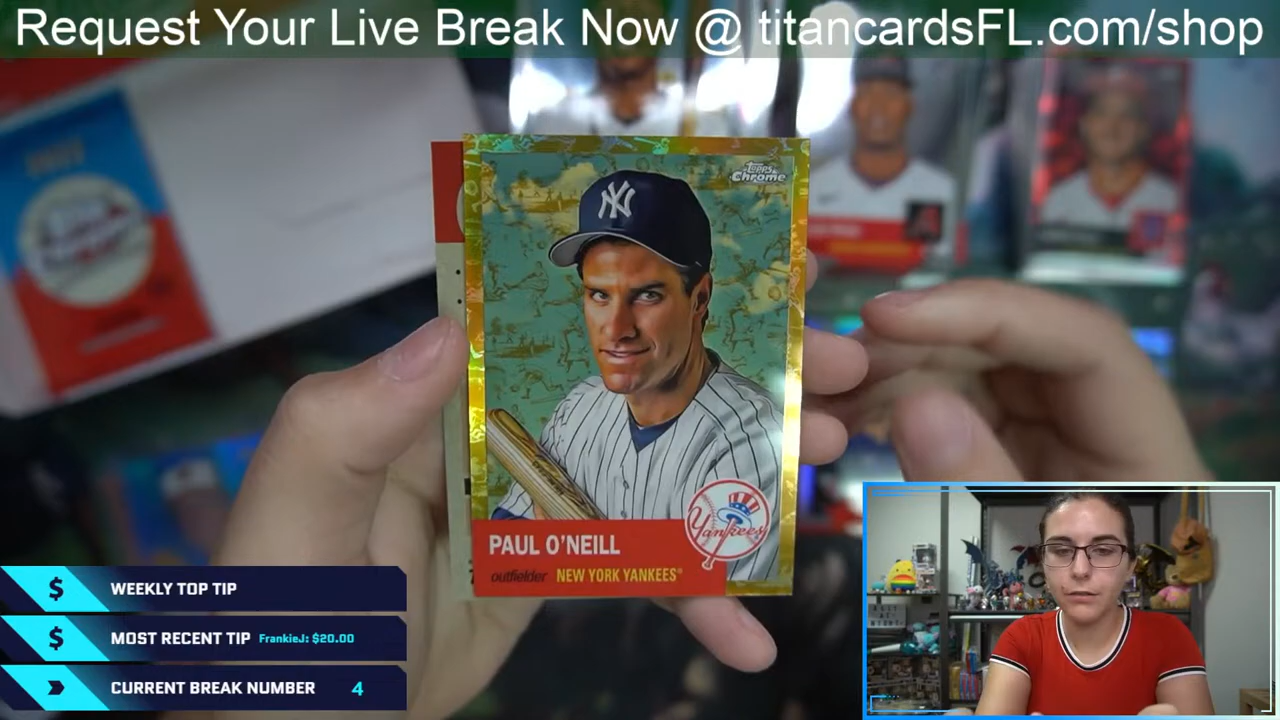 Request Your Live Break Now @ titancardsFL.com/shop
Topps
Chrome
NY
Yankees
PAUL O'NEILL
outfielder NEW YORK YANKEES
$ WEEKLY TOP TIP
$ MOST RECENT TIP FrankieJ: $20.00
CURRENT BREAK NUMBER 4